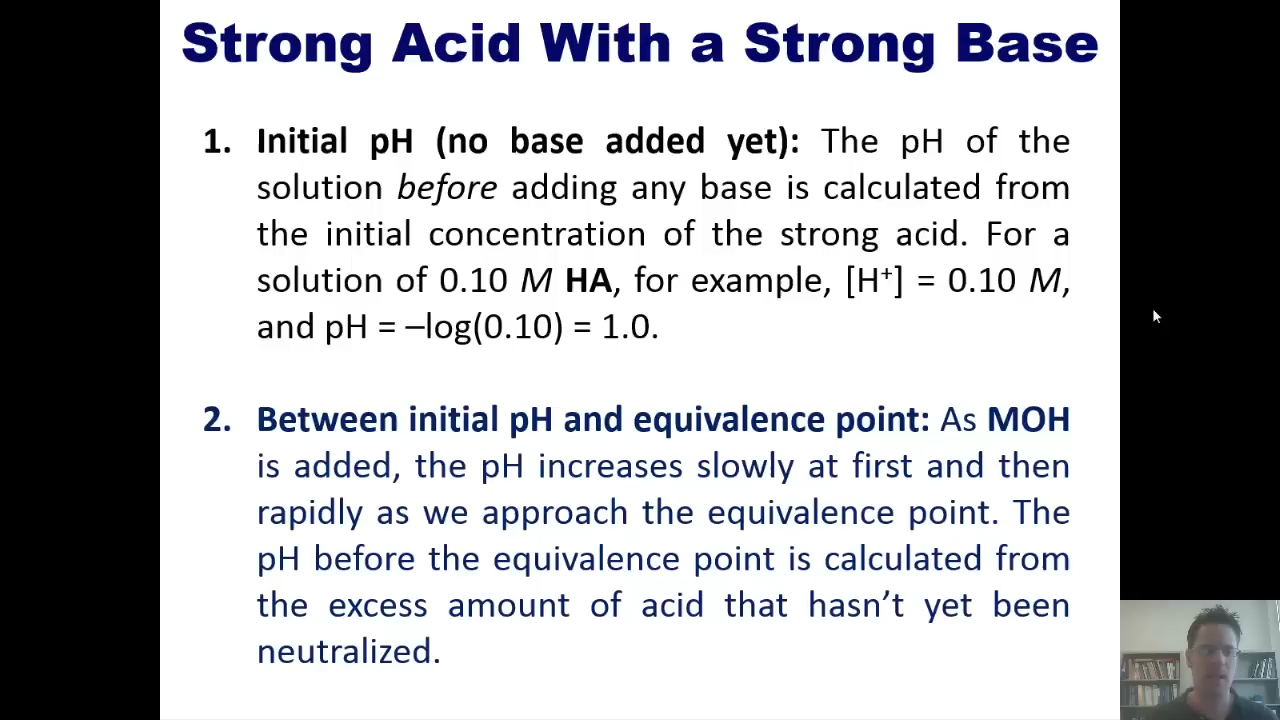 Strong Acid With a Strong Base
1. Initial pH (no base added yet): The pH of the
solution before adding any base is calculated from
the initial concentration of the strong acid. For a
solution of 0.10 M HA, for example, [H⁺] = 0.10 M,
and pH = –log(0.10) = 1.0.
2. Between initial pH and equivalence point: As MOH
is added, the pH increases slowly at first and then
rapidly as we approach the equivalence point. The
pH before the equivalence point is calculated from
the excess amount of acid that hasn’t yet been
neutralized.